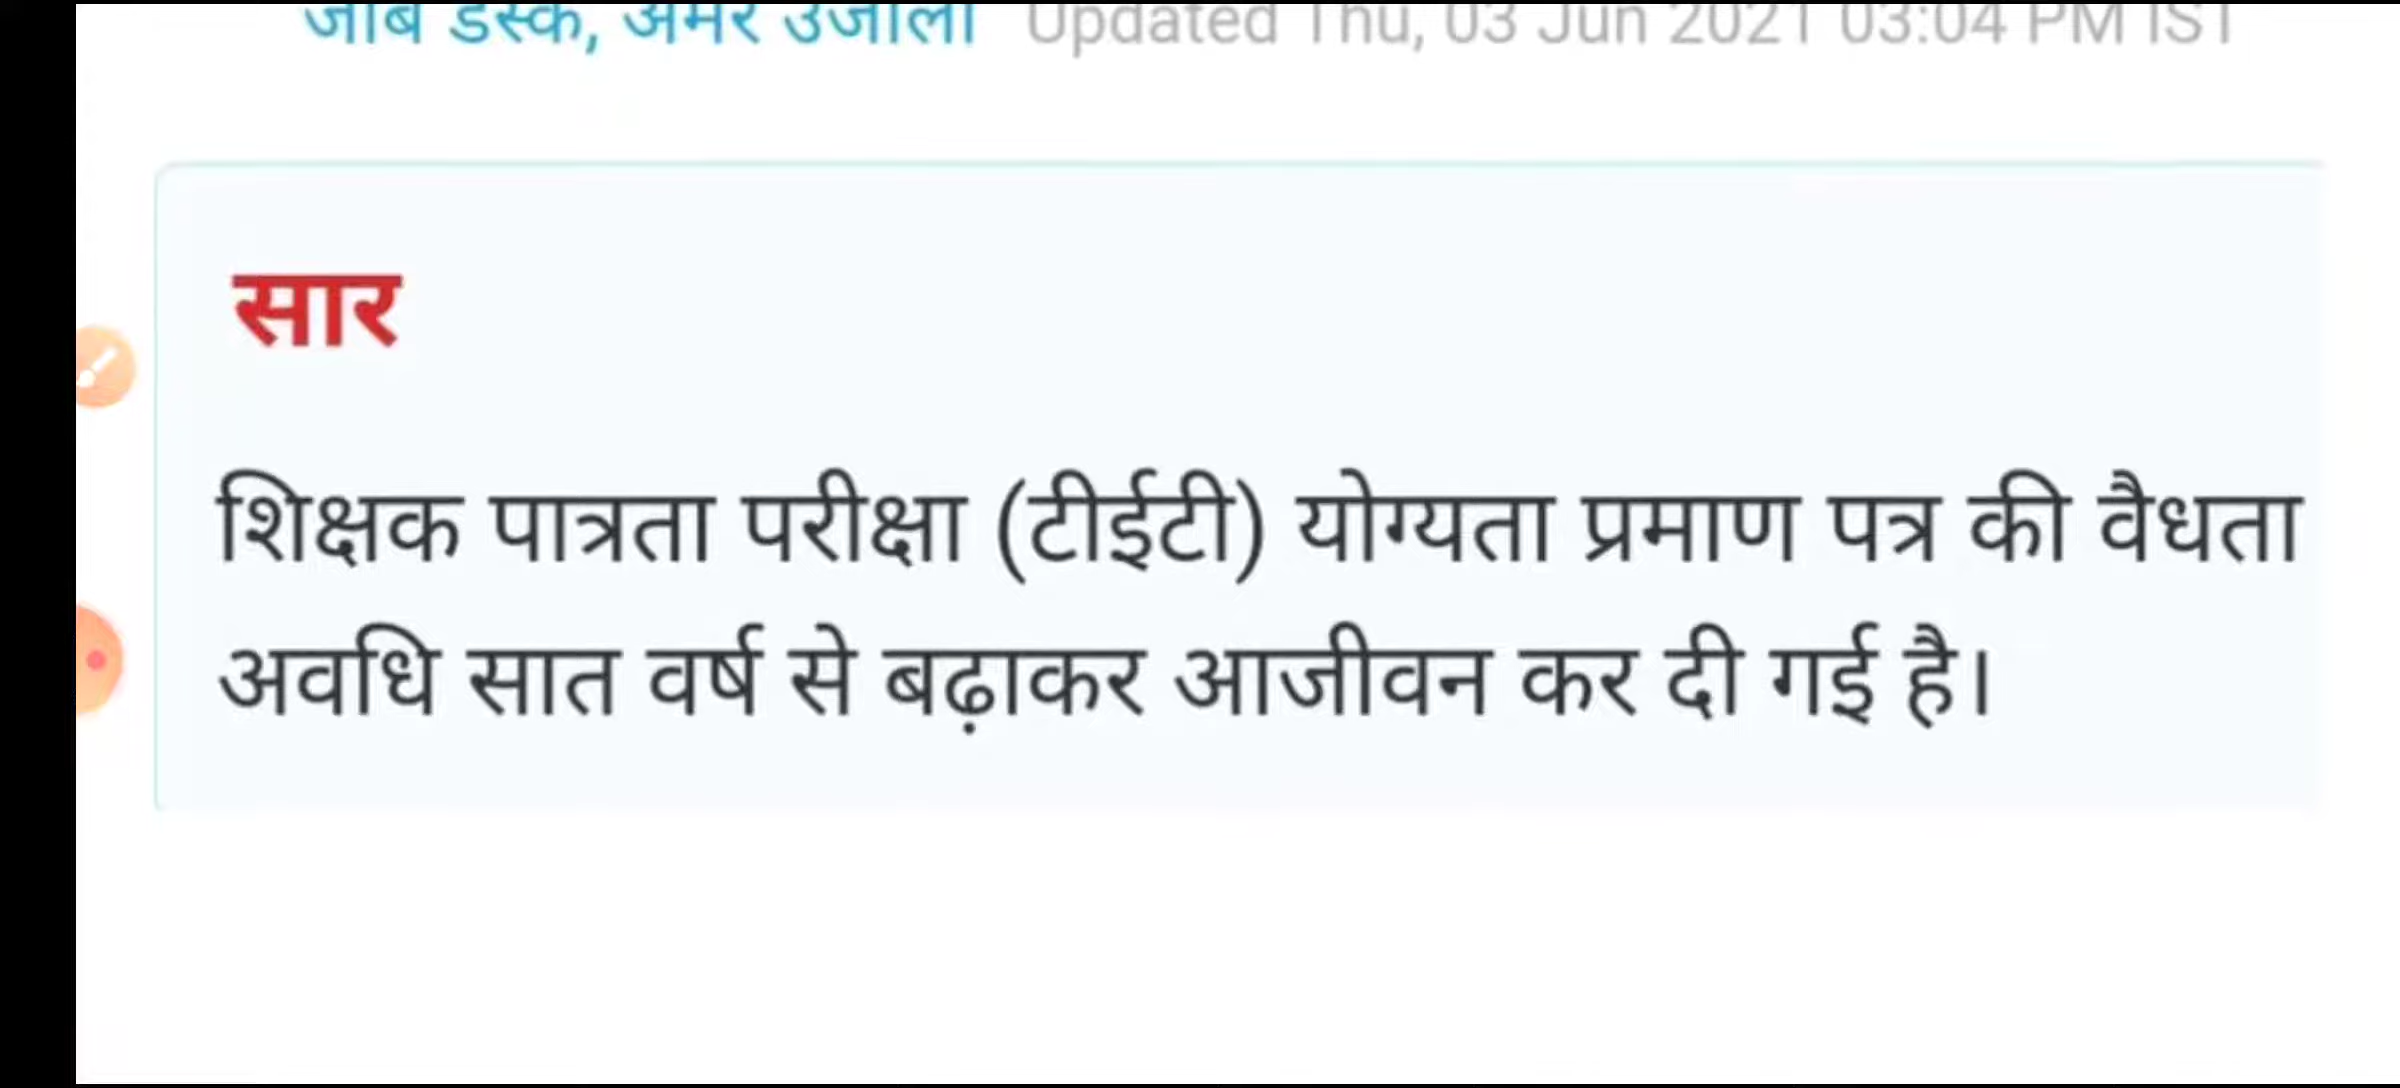 जॉब डेस्क, अमर उजाला Updated Thu, 03 Jun 2021 03:04 PM IST
सार
शिक्षक पात्रता परीक्षा (टीईटी) योग्यता प्रमाण पत्र की वैधता
अवधि सात वर्ष से बढ़ाकर आजीवन कर दी गई है।